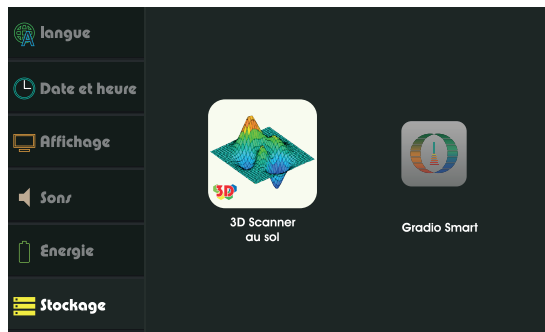 langue
Date et heure
Affichage
Sons
Energie
Stockage
3D
3D Scanner
au sol
Gradio Smart